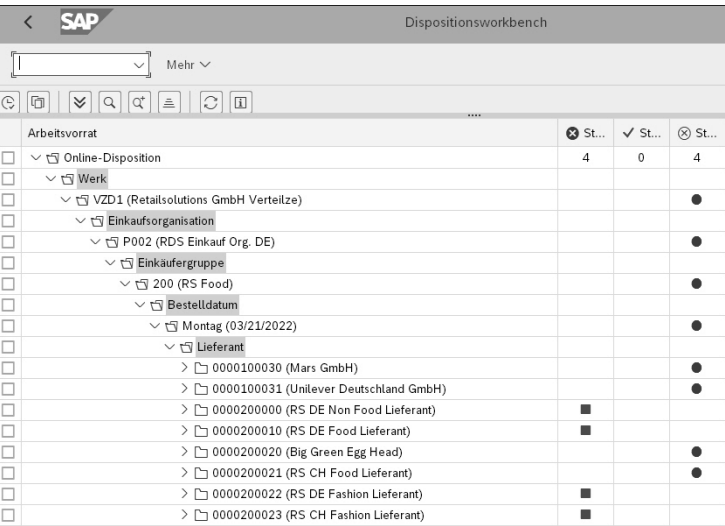 SAP
Dispositionsworkbench
Mehr
Arbeitsvorrat St... St... St...
Online-Disposition 4 0 4
Werk
VZD1 (Retailsolutions GmbH Verteilze)
Einkaufsorganisation
P002 (RDS Einkauf Org. DE)
Einkäufergruppe
200 (RS Food)
Bestelldatum
Montag (03/21/2022)
Lieferant
0000100030 (Mars GmbH)
0000100031 (Unilever Deutschland GmbH)
0000200000 (RS DE Non Food Lieferant)
0000200010 (RS DE Food Lieferant)
0000200020 (Big Green Egg Head)
0000200021 (RS CH Food Lieferant)
0000200022 (RS DE Fashion Lieferant)
0000200023 (RS CH Fashion Lieferant)